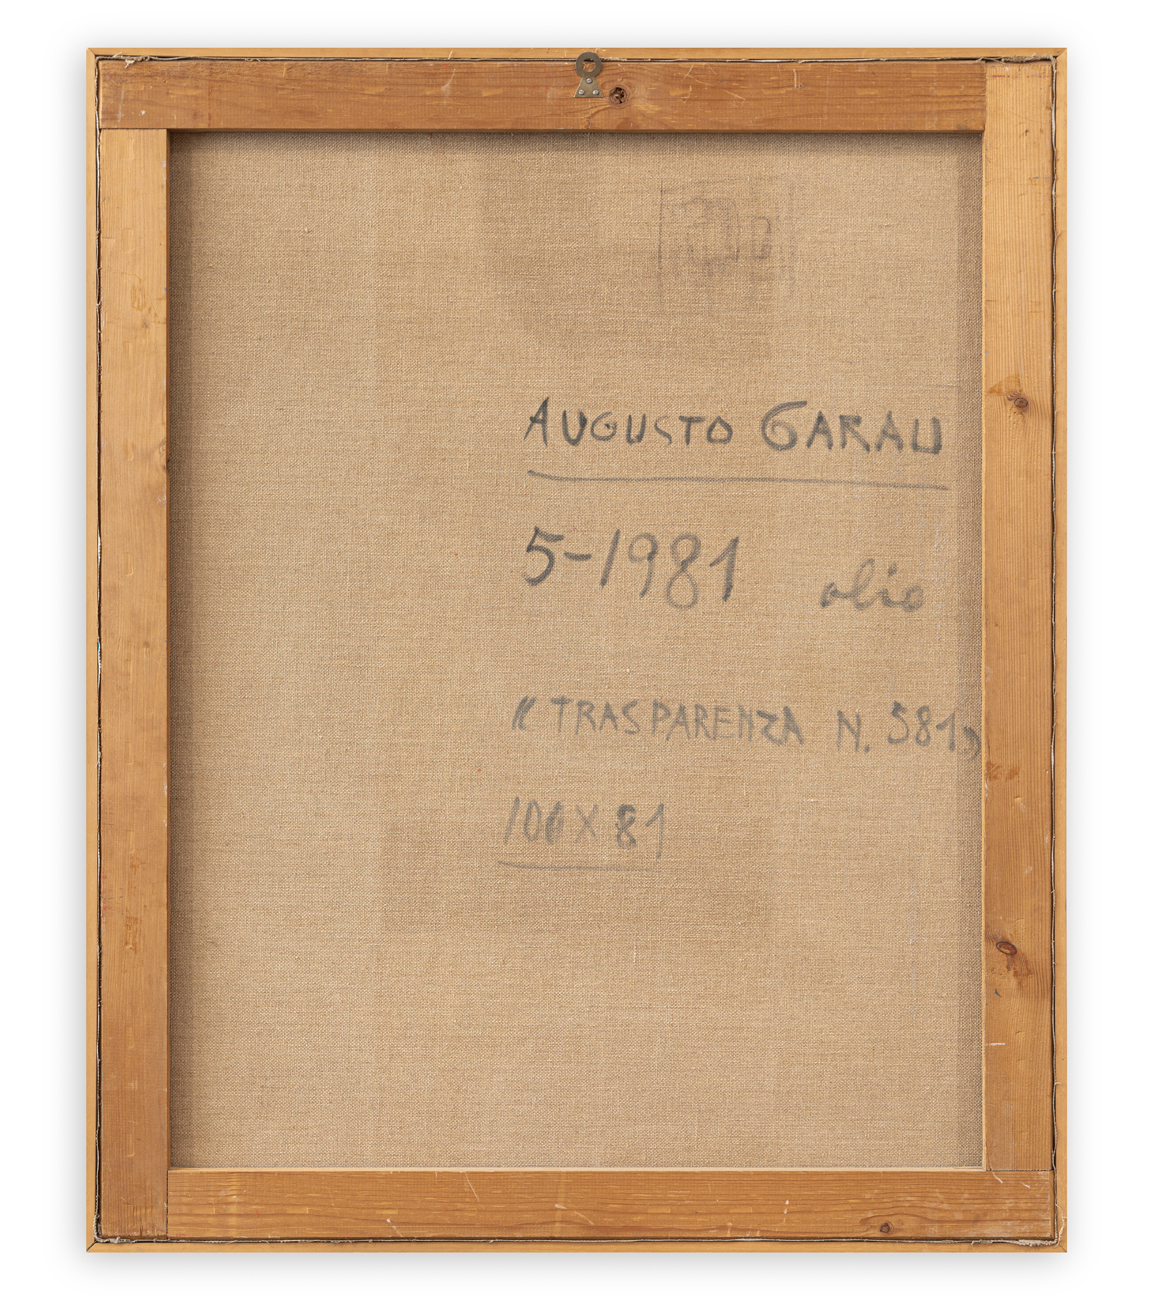 AUGUSTO GARAU
5-1981 olio
« TRASPARENZA N. 581»
100 X 81